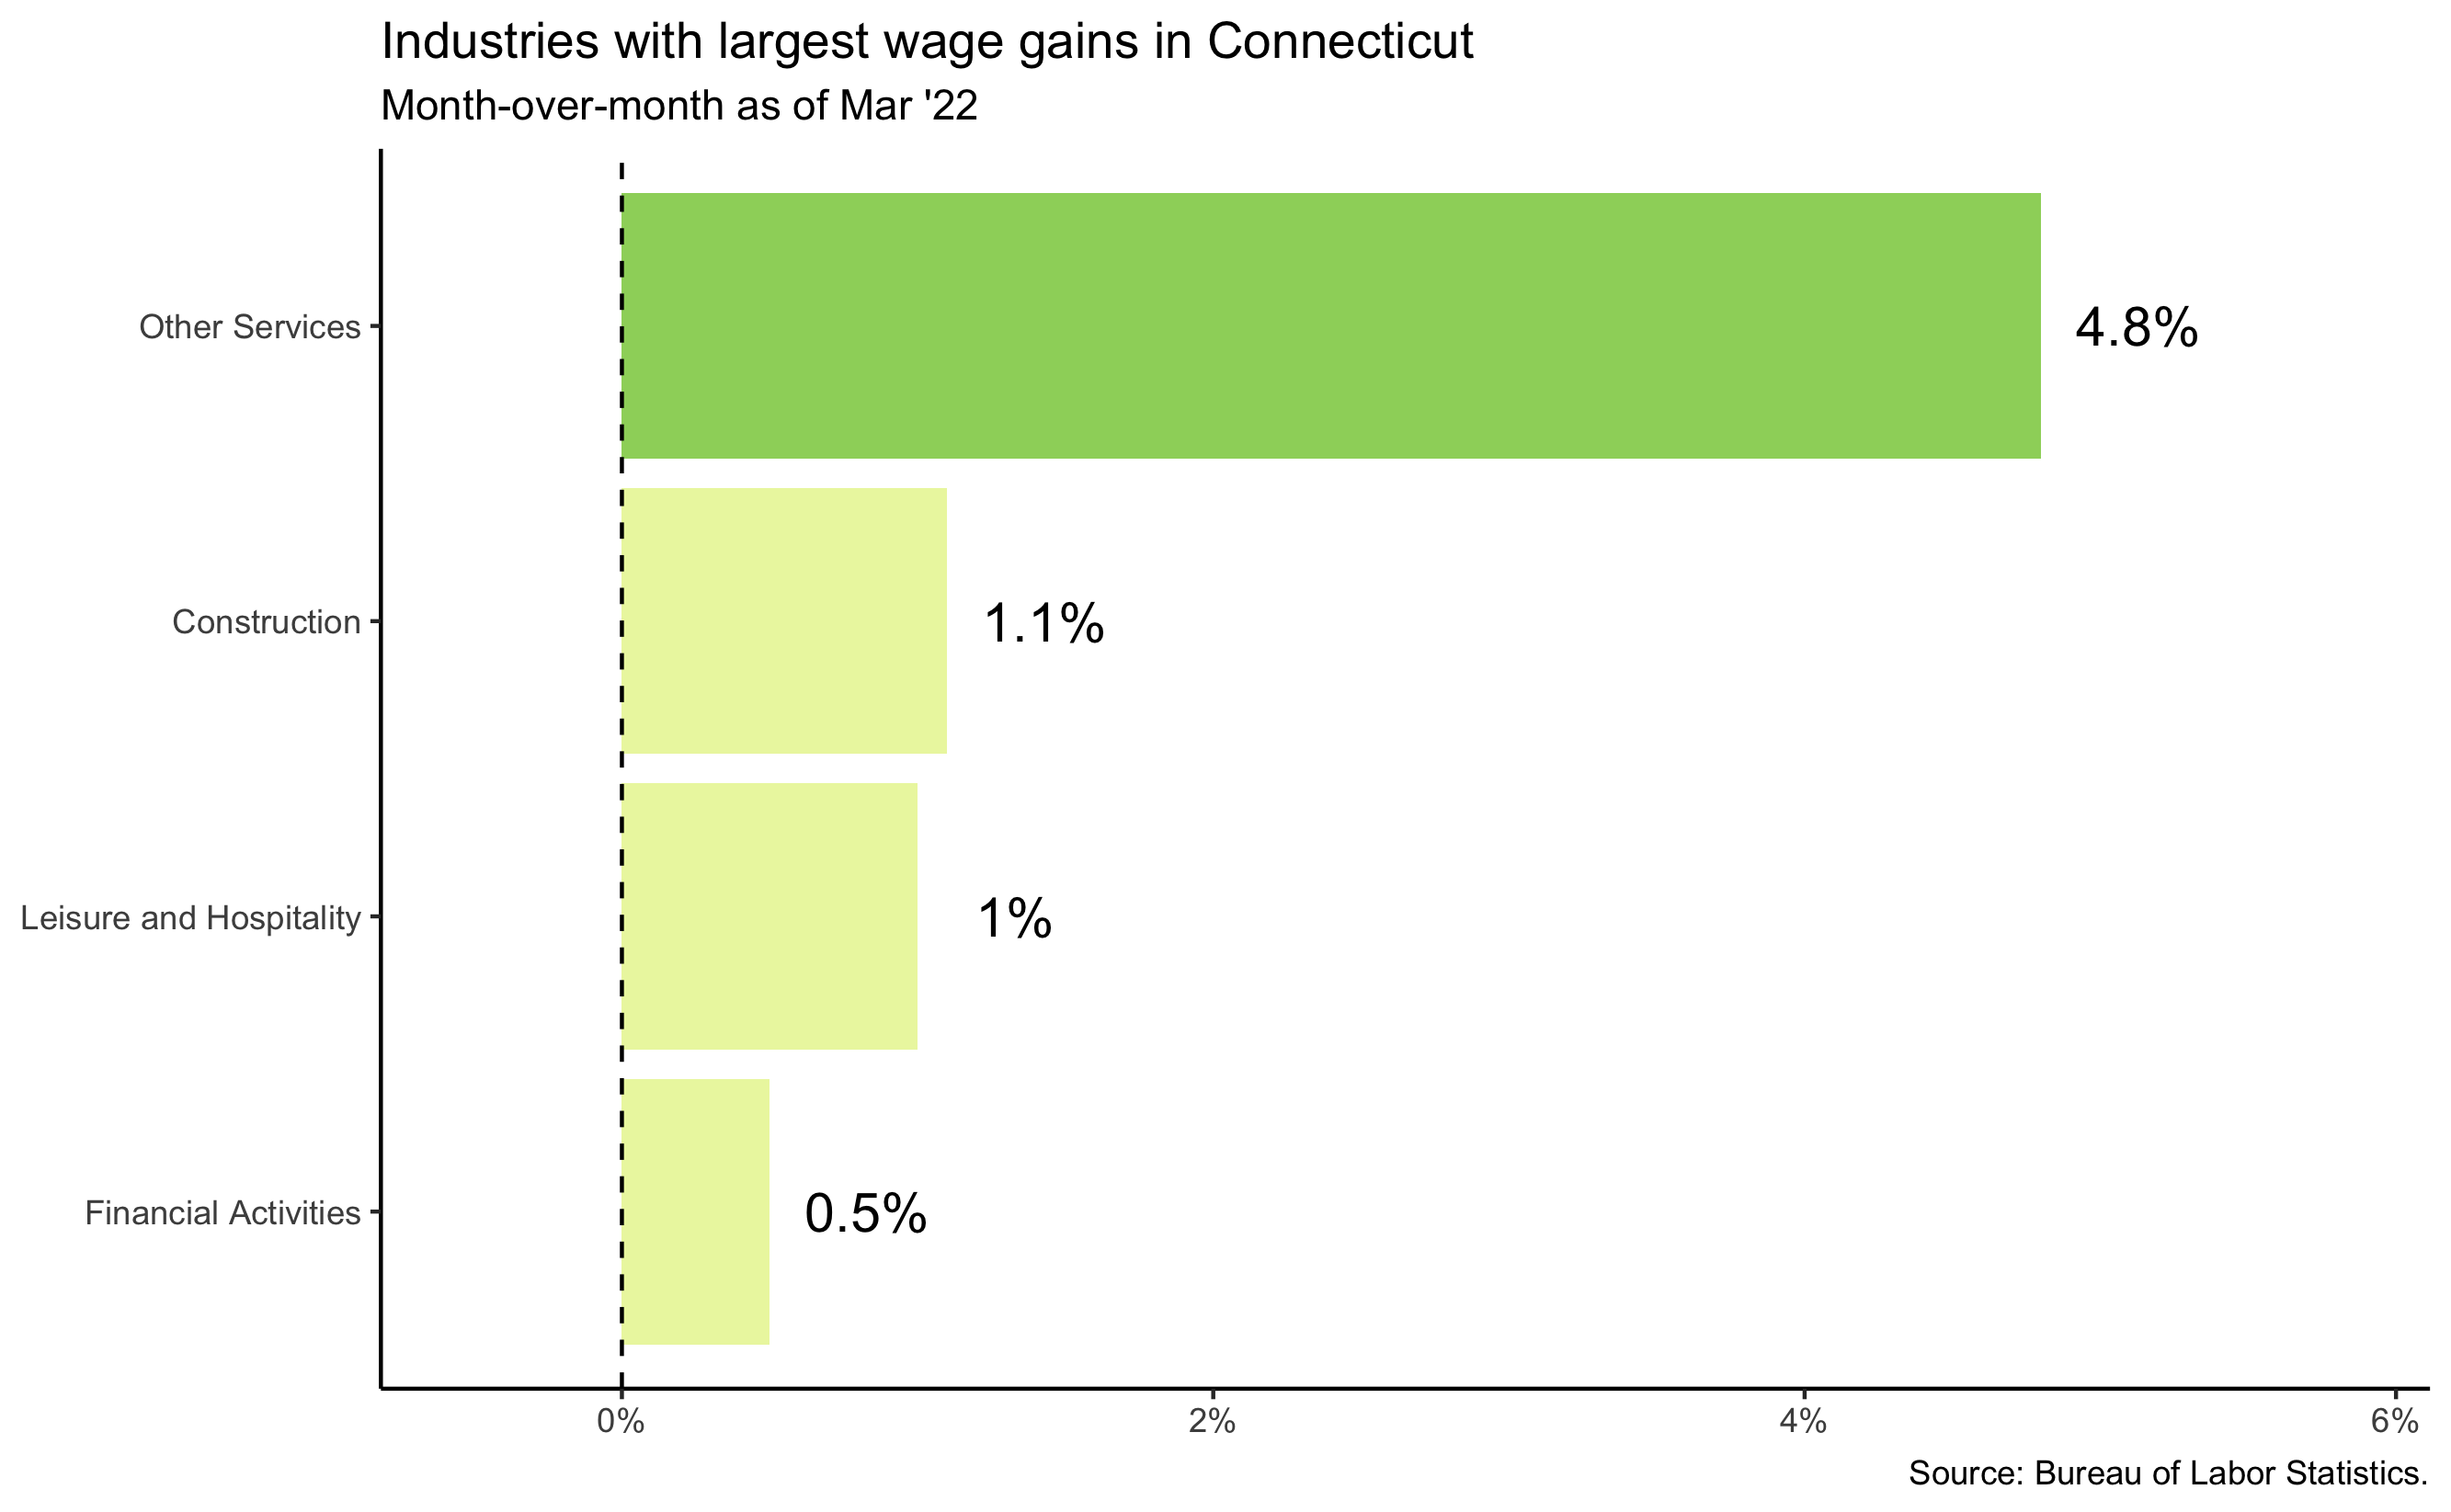 Industries with largest wage gains in Connecticut
Month-over-month as of Mar '22
Other Services
4.8%
Construction
1.1%
Leisure and Hospitality
1%
Financial Activities
0.5%
0%
2%
4%
6%
Source: Bureau of Labor Statistics.